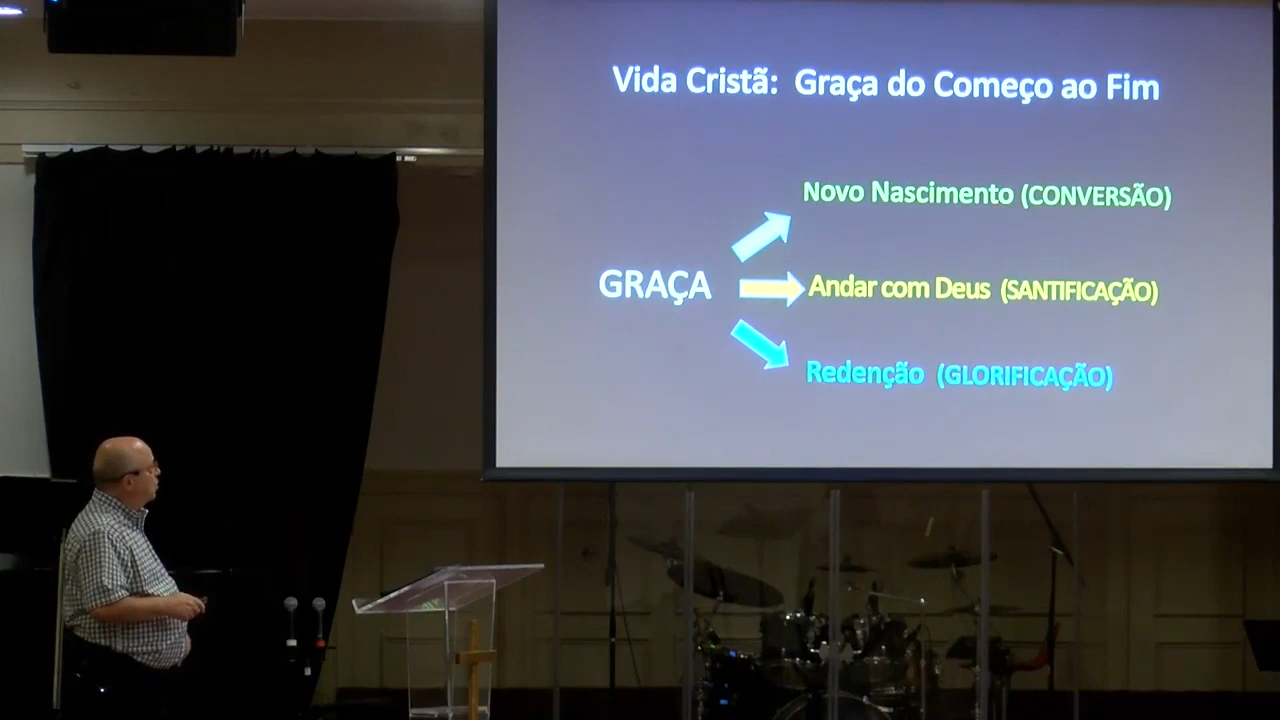 Vida Cristã: Graça do Começo ao Fim
Novo Nascimento (CONVERSÃO)
GRAÇA
Andar com Deus (SANTIFICAÇÃO)
Redenção (GLORIFICAÇÃO)